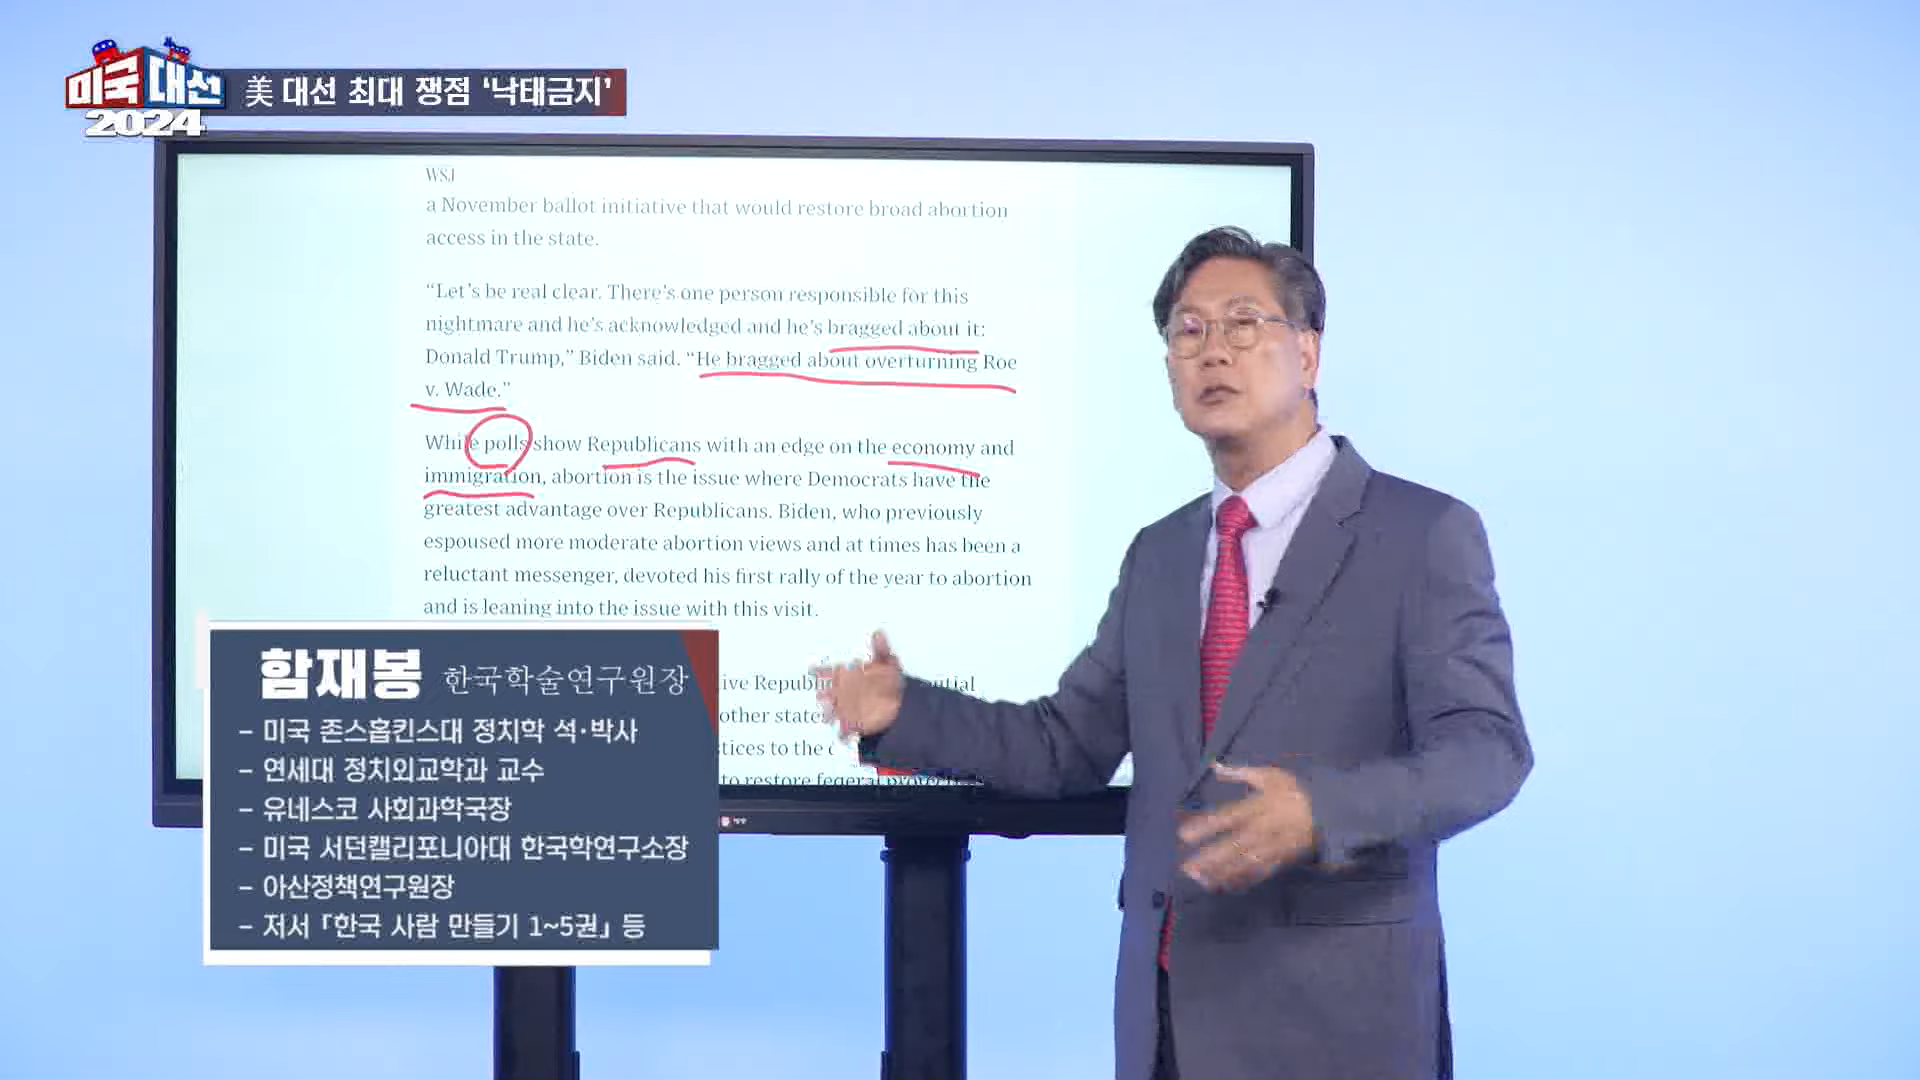 미국 대선
2024
美 대선 최대 쟁점 ‘낙태금지’
WSJ
a November ballot initiative that would restore broad abortion
access in the state.
“Let’s be real clear. There’s one person responsible for this
nightmare and he’s acknowledged and he’s bragged about it:
Donald Trump,” Biden said. “He bragged about overturning Roe
v. Wade.”
While polls show Republicans with an edge on the economy and
immigration, abortion is the issue where Democrats have the
greatest advantage over Republicans. Biden, who previously
espoused more moderate abortion views and at times has been a
reluctant messenger, devoted his first rally of the year to abortion
and is leaning into the issue with this visit.
other states
to the
to restore federal
함재봉 한국학술연구원장
– 미국 존스홉킨스대 정치학 석·박사
– 연세대 정치외교학과 교수
– 유네스코 사회과학국장
– 미국 서던캘리포니아대 한국학연구소장
– 아산정책연구원장
– 저서 「한국 사람 만들기 1~5권」 등